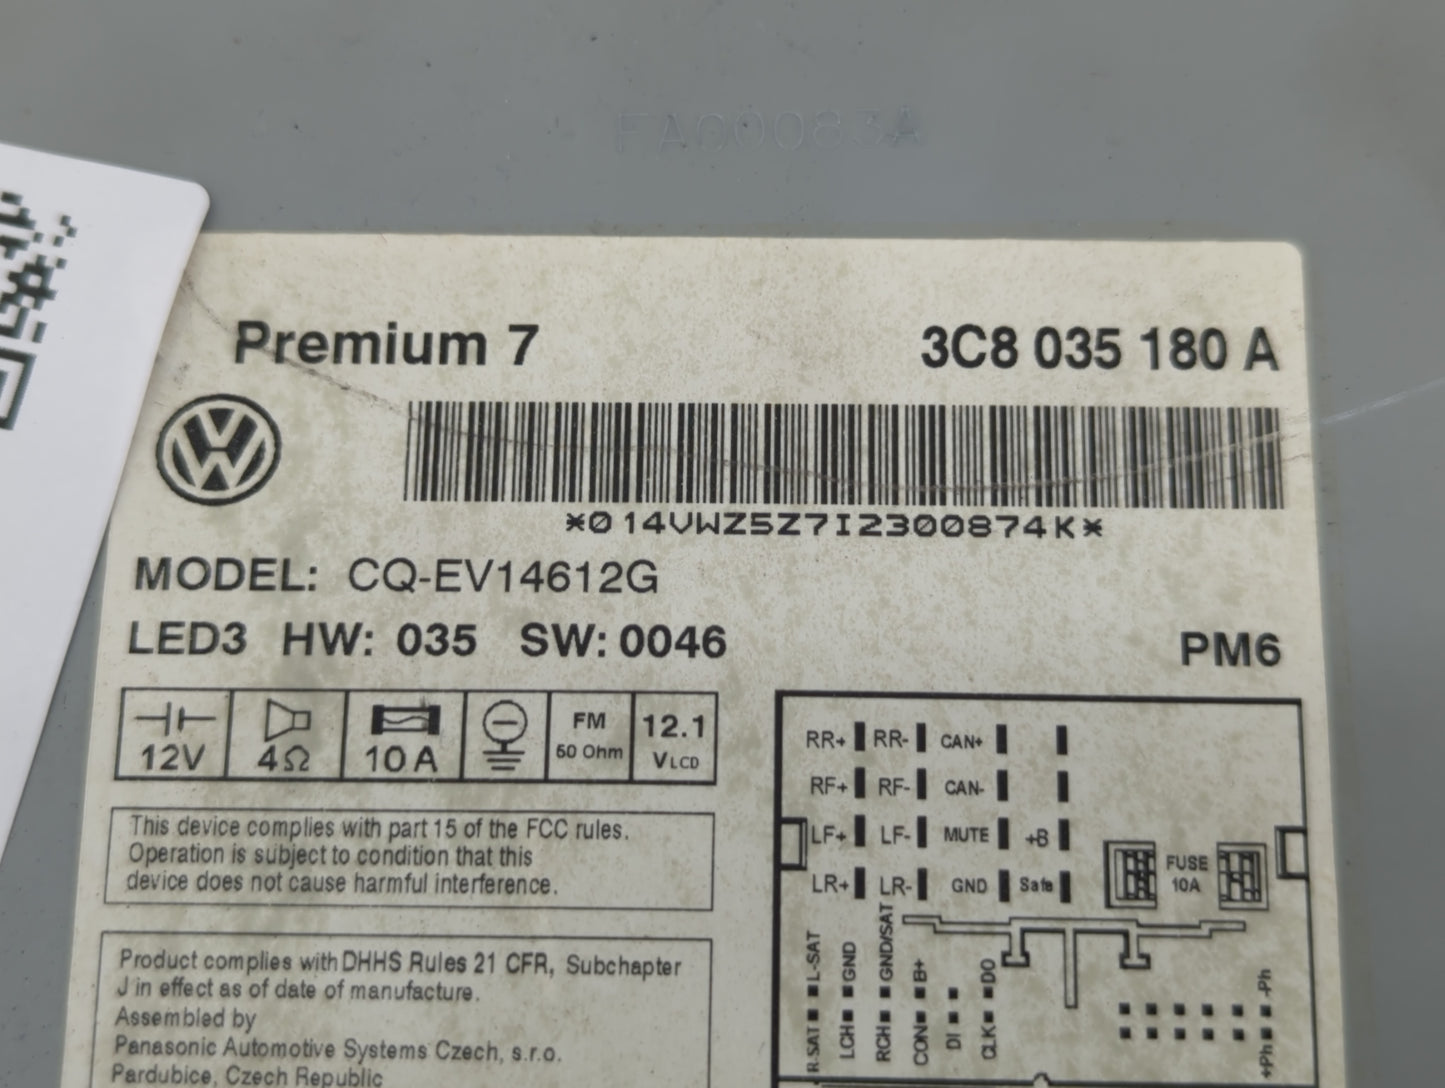 FA00083A
Premium 7 3C8 035 180 A
*014VWZ5Z7I2300874K*
MODEL: CQ-EV14612G
LED3 HW: 035 SW: 0046 PM6
12V 4Ω 10A FM 50 Ohm 12.1 VLCD
This device complies with part 15 of the FCC rules.
Operation is subject to condition that this
device does not cause harmful interference.
Product complies with DHHS Rules 21 CFR, Subchapter
J in effect as of date of manufacture.
Assembled by
Panasonic Automotive Systems Czech, s.r.o.
Pardubice, Czech Republic
RR+ RR- CAN+
RF+ RF- CAN-
LF+ LF- MUTE +B
LR+ LR- GND Safe
FUSE
10A
R-SAT L-SAT
LCH GND
RCH GND/SAT
CON B+
DI
CLK DO
+Ph -Ph